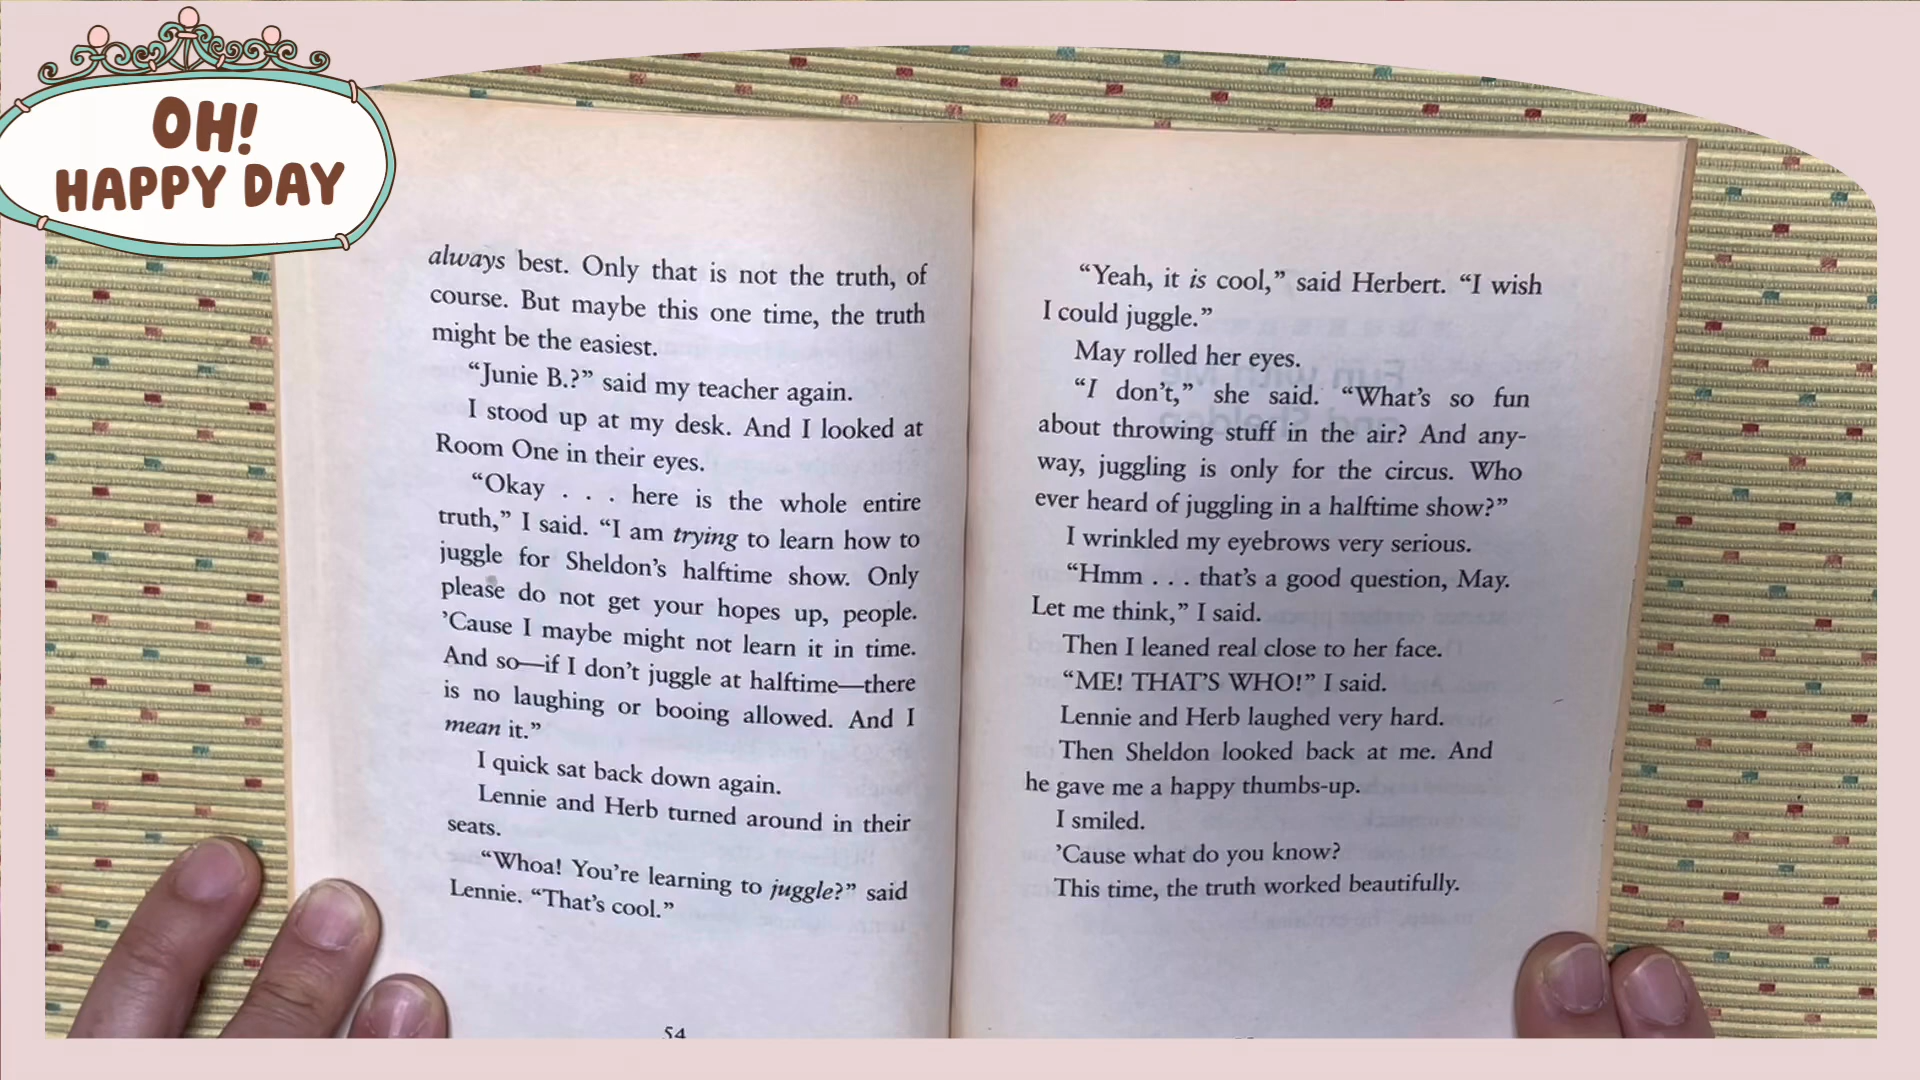 OH!
HAPPY DAY
always best. Only that is not the truth, of
course. But maybe this one time, the truth
might be the easiest.
“Junie B.?” said my teacher again.
I stood up at my desk. And I looked at
Room One in their eyes.
“Okay . . . here is the whole entire
truth,” I said. “I am trying to learn how to
juggle for Sheldon’s halftime show. Only
please do not get your hopes up, people.
’Cause I maybe might not learn it in time.
And so—if I don’t juggle at halftime—there
is no laughing or booing allowed. And I
mean it.”
I quick sat back down again.
Lennie and Herb turned around in their
seats.
“Whoa! You’re learning to juggle?” said
Lennie. “That’s cool.”
54
“Yeah, it is cool,” said Herbert. “I wish
I could juggle.”
May rolled her eyes.
“I don’t,” she said. “What’s so fun
about throwing stuff in the air? And any-
way, juggling is only for the circus. Who
ever heard of juggling in a halftime show?”
I wrinkled my eyebrows very serious.
“Hmm . . . that’s a good question, May.
Let me think,” I said.
Then I leaned real close to her face.
“ME! THAT’S WHO!” I said.
Lennie and Herb laughed very hard.
Then Sheldon looked back at me. And
he gave me a happy thumbs-up.
I smiled.
’Cause what do you know?
This time, the truth worked beautifully.